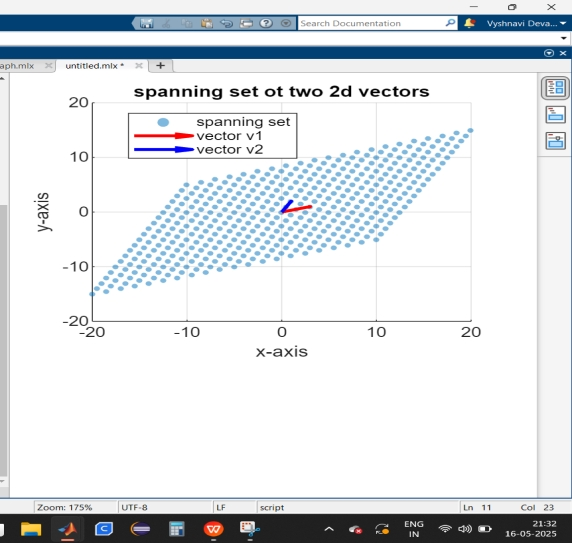 Search Documentation
Vyshnavi Deva...
aph.mlx
untitled.mlx *
spanning set ot two 2d vectors
spanning set
vector v1
vector v2
20
10
0
-10
-20
y-axis
-20
-10
0
10
20
x-axis
Zoom: 175%
UTF-8
LF
script
Ln 11
Col 23
ENG
IN
21:32
16-05-2025